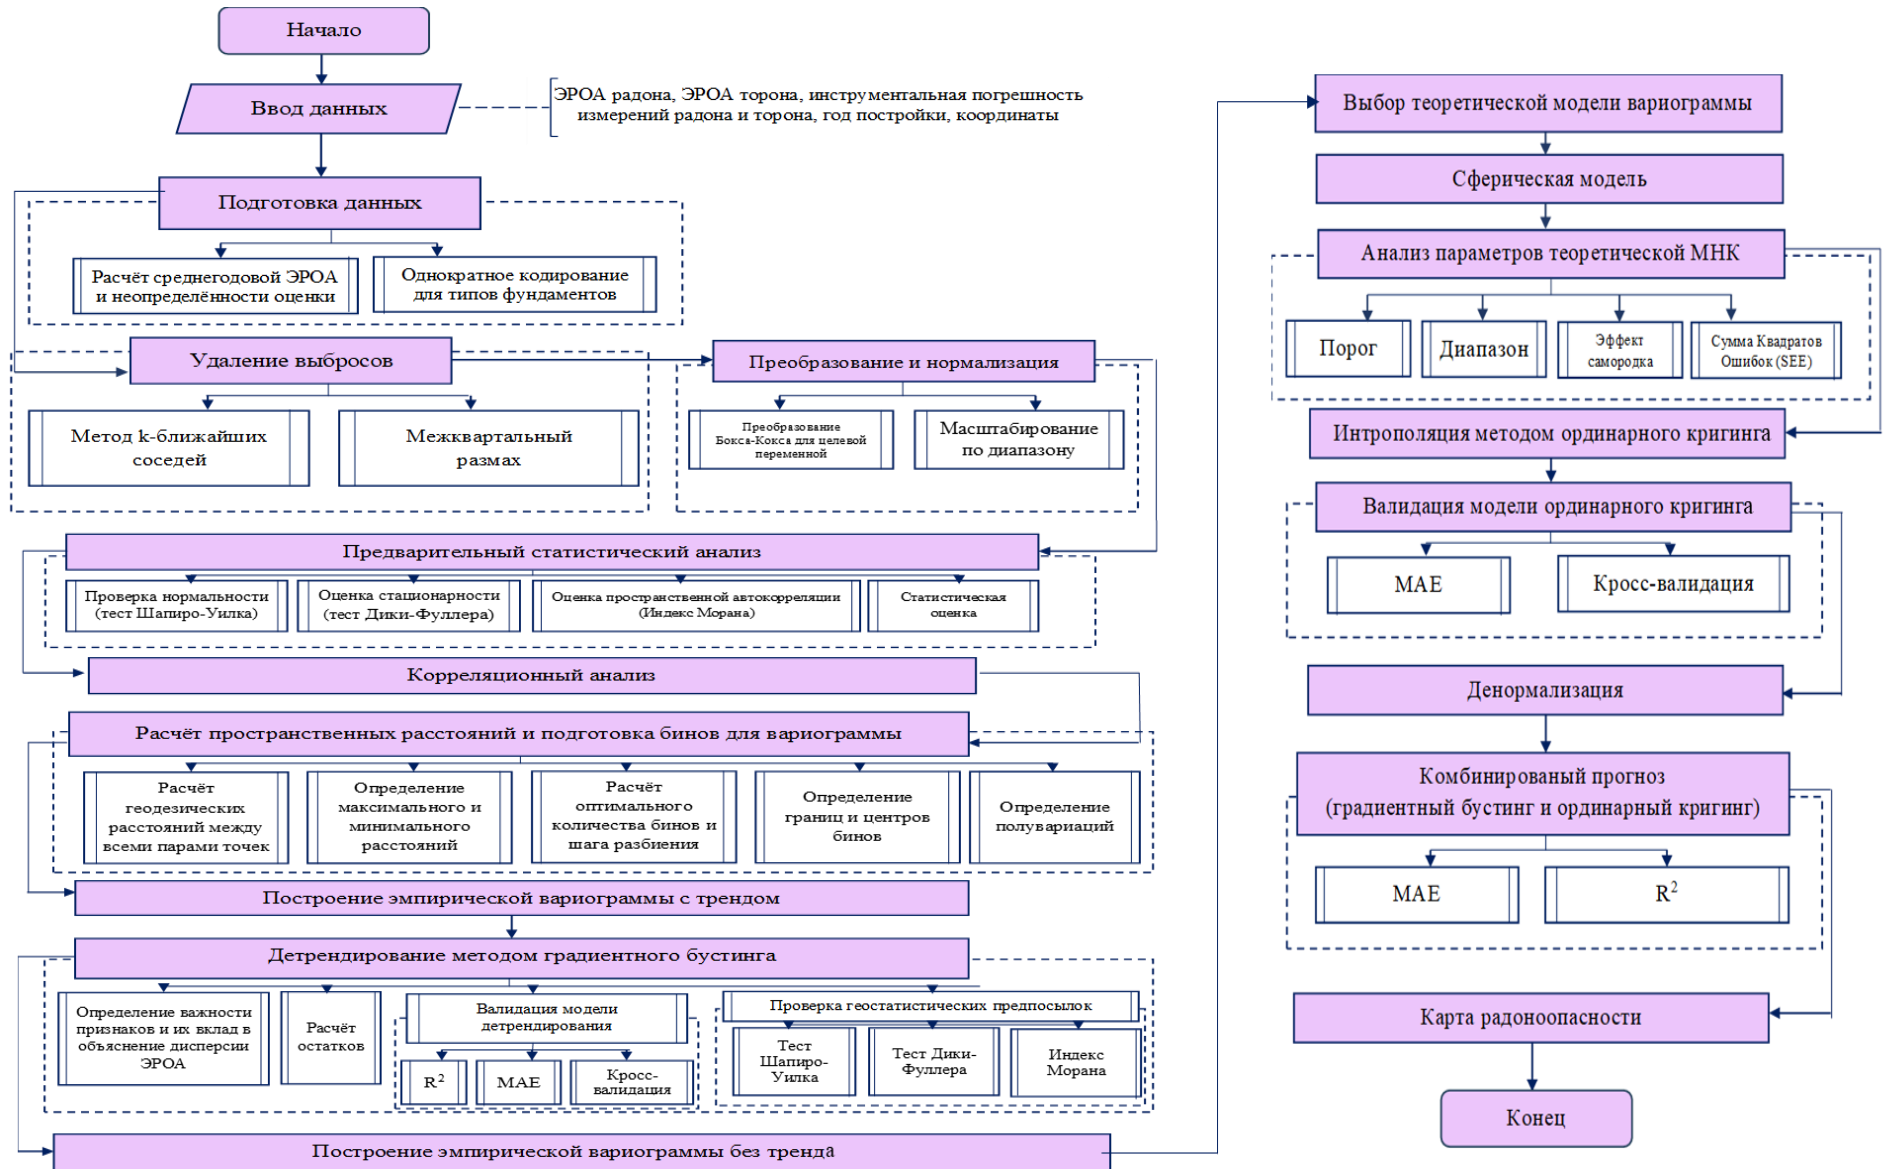 Начало
Ввод данных
ЭРОА радона, ЭРОА торона, инструментальная погрешность
измерений радона и торона, год постройки, координаты
Подготовка данных
Расчёт среднегодовой ЭРОА
и неопределённости оценки
Однократное кодирование
для типов фундаментов
Удаление выбросов
Метод k-ближайших
соседей
Межквартальный
размах
Преобразование и нормализация
Преобразование
Бокса-Кокса для целевой
переменной
Масштабирование
по диапазону
Предварительный статистический анализ
Проверка нормальности
(тест Шапиро-Уилка)
Оценка стационарности
(тест Дики-Фуллера)
Оценка пространственной автокорреляции
(Индекс Морана)
Статистическая
оценка
Корреляционный анализ
Расчёт пространственных расстояний и подготовка бинов для вариограммы
Расчёт
геодезических
расстояний между
всеми парами точек
Определение
максимального и
минимального
расстояний
Расчёт
оптимального
количества бинов и
шага разбиения
Определение
границ и центров
бинов
Определение
полувариаций
Построение эмпирической вариограммы с трендом
Детрендирование методом градиентного бустинга
Определение важности
признаков и их вклад в
объяснение дисперсии
ЭРОА
Расчёт
остатков
Валидация модели
детрендирования
R²
MAE
Кросс-
валидация
Проверка геостатистических предпосылок
Тест
Шапиро-
Уилка
Тест Дики-
Фуллера
Индекс
Морана
Построение эмпирической вариограммы без тренда
Выбор теоретической модели вариограммы
Сферическая модель
Анализ параметров теоретической МНК
Порог
Диапазон
Эффект
самородка
Сумма Квадратов
Ошибок (SEE)
Интрополяция методом ординарного кригинга
Валидация модели ординарного кригинга
MAE
Кросс-валидация
Денормализация
Комбинированый прогноз
(градиентный бустинг и ординарный кригинг)
MAE
R²
Карта радоноопасности
Конец